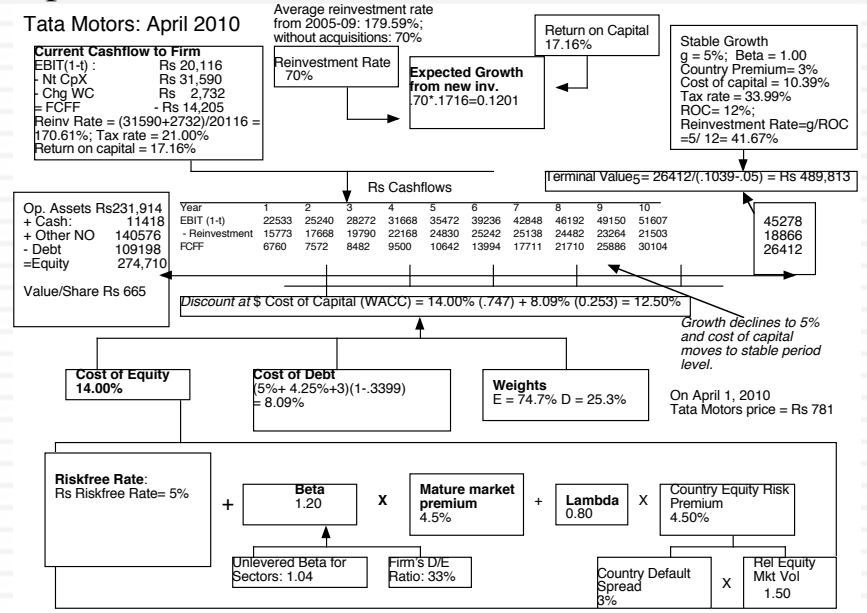 Tata Motors: April 2010
Average reinvestment rate
from 2005-09: 179.59%;
without acquisitions: 70%
Current Cashflow to Firm
EBIT(1-t) : Rs 20,116
- Nt CpX Rs 31,590
- Chg WC Rs 2,732
= FCFF - Rs 14,205
Reinv Rate = (31590+2732)/20116 =
170.61%; Tax rate = 21.00%
Return on capital = 17.16%
Reinvestment Rate
70%
Expected Growth
from new inv.
.70*.1716=0.1201
Return on Capital
17.16%
Stable Growth
g = 5%; Beta = 1.00
Country Premium= 3%
Cost of capital = 10.39%
Tax rate = 33.99%
ROC= 12%;
Reinvestment Rate=g/ROC
=5/ 12= 41.67%
Terminal Value5= 26412/(.1039-.05) = Rs 489,813
Rs Cashflows
Op. Assets Rs231,914
+ Cash: 11418
+ Other NO 140576
- Debt 109198
=Equity 274,710
Value/Share Rs 665
Year 1 2 3 4 5 6 7 8 9 10
EBIT (1-t) 22533 25240 28272 31668 35472 39236 42848 46192 49150 51607
- Reinvestment 15773 17668 19790 22168 24830 25242 25138 24482 23264 21503
FCFF 6760 7572 8482 9500 10642 13994 17711 21710 25886 30104
45278
18866
26412
Discount at $ Cost of Capital (WACC) = 14.00% (.747) + 8.09% (0.253) = 12.50%
Growth declines to 5%
and cost of capital
moves to stable period
level.
Cost of Equity
14.00%
Cost of Debt
(5%+ 4.25%+3)(1-.3399)
= 8.09%
Weights
E = 74.7% D = 25.3%
On April 1, 2010
Tata Motors price = Rs 781
Riskfree Rate:
Rs Riskfree Rate= 5%
+
Beta
1.20
X
Mature market
premium
4.5%
+
Lambda
0.80
X
Country Equity Risk
Premium
4.50%
Unlevered Beta for
Sectors: 1.04
Firm's D/E
Ratio: 33%
Country Default
Spread
3%
X
Rel Equity
Mkt Vol
1.50